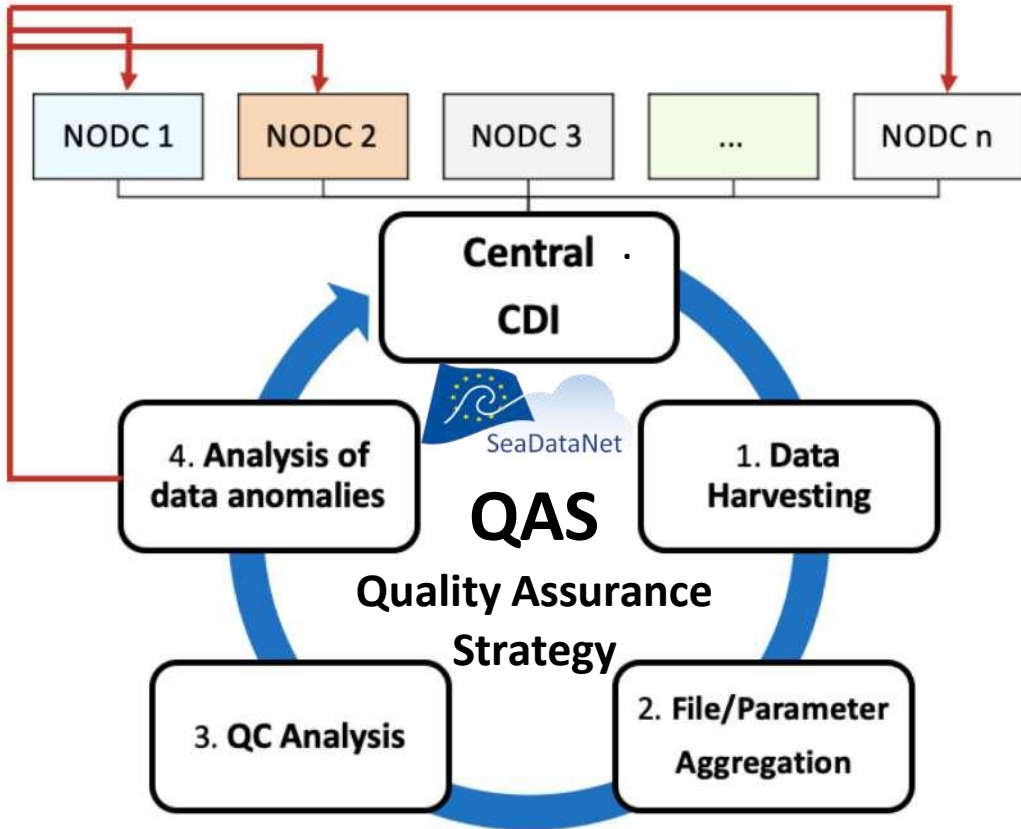 NODC 1
NODC 2
NODC 3
...
NODC n
Central .
CDI
SeaDataNet
4. Analysis of
data anomalies
1. Data
Harvesting
QAS
Quality Assurance
Strategy
3. QC Analysis
2. File/Parameter
Aggregation